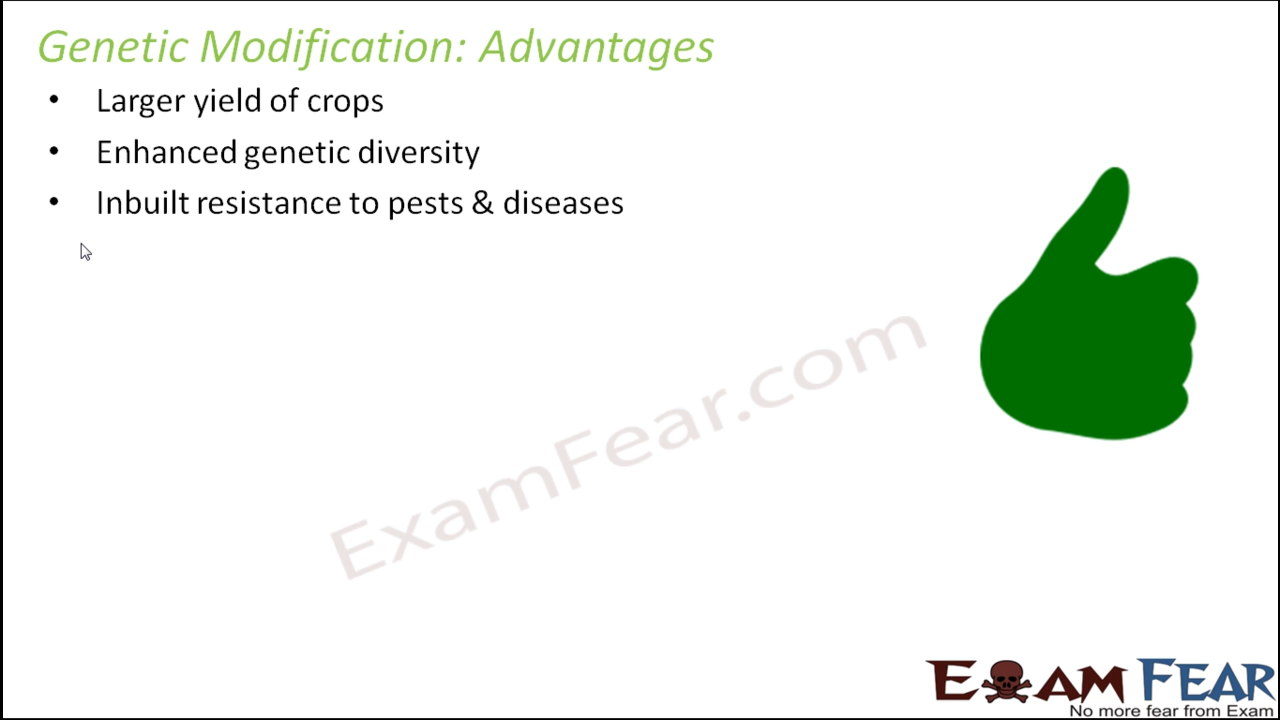 Genetic Modification: Advantages
• Larger yield of crops
• Enhanced genetic diversity
• Inbuilt resistance to pests & diseases
ExamFear.com
EXAM FEAR
No more fear from Exam